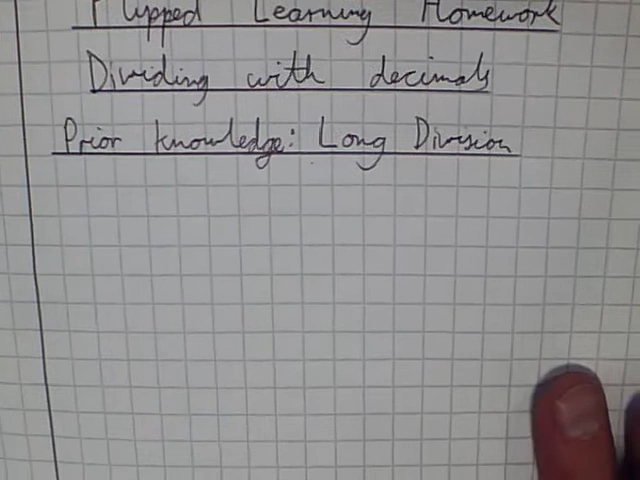 Flipped Learning Homework
Dividing with decimals
Prior knowledge: Long Division